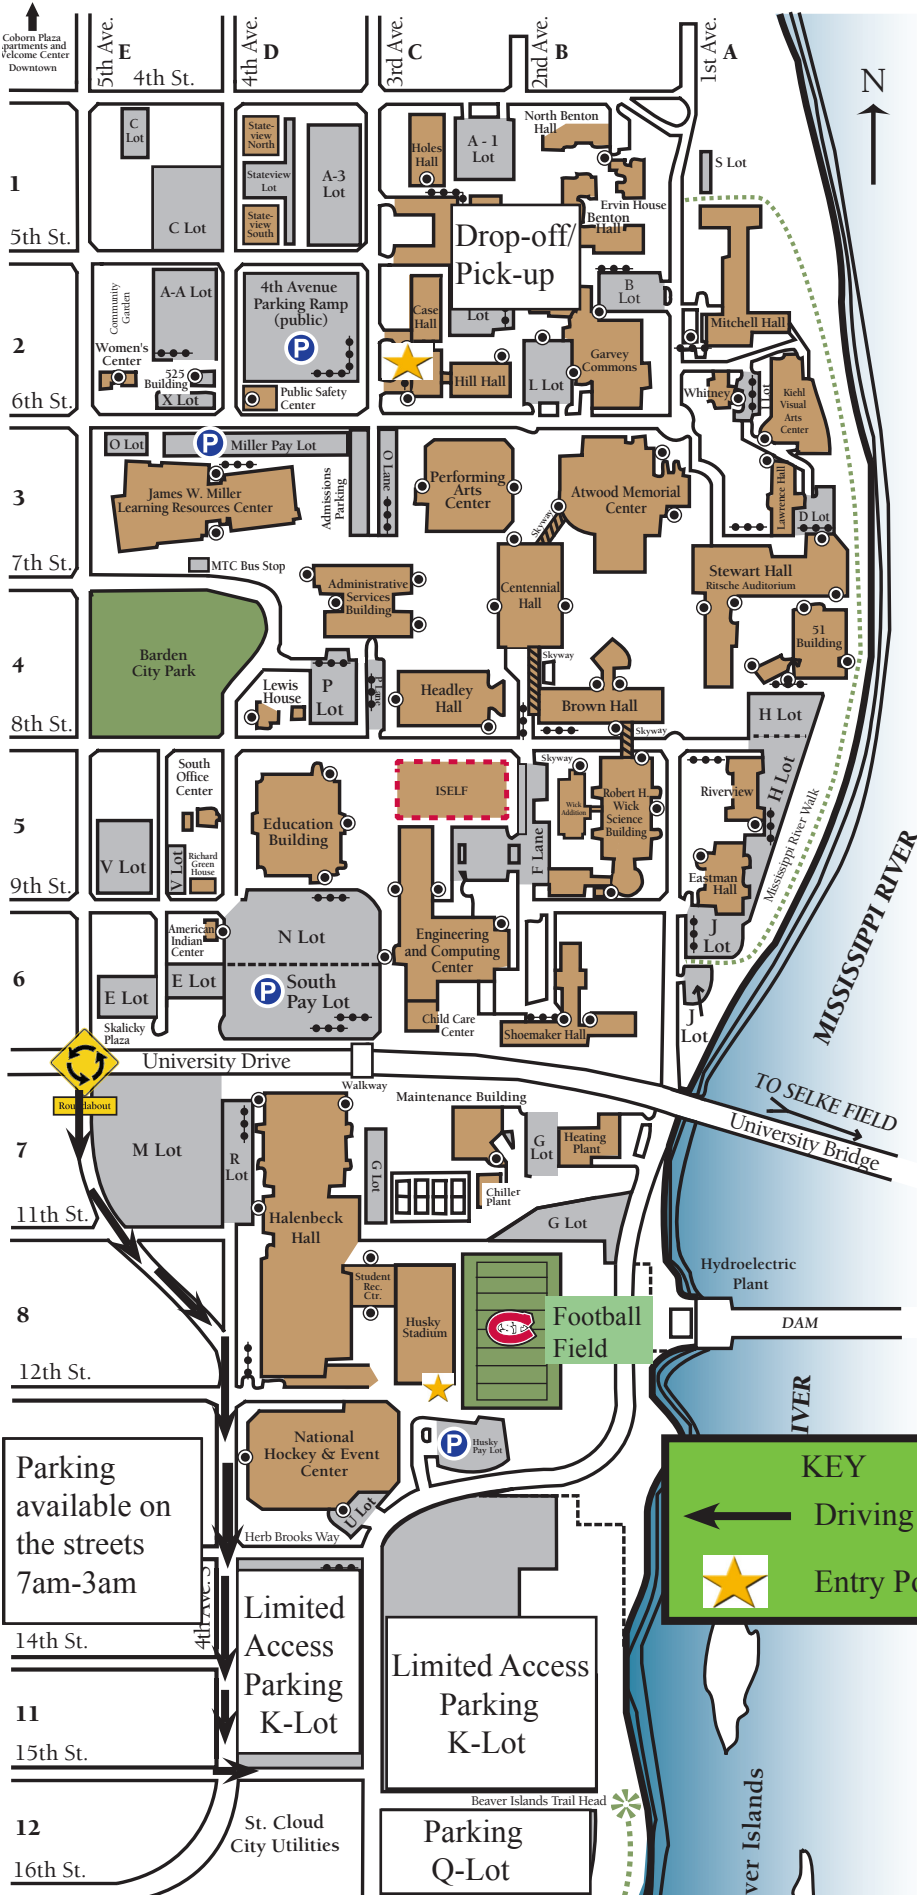 Coborn Plaza
Apartments and
Welcome Center
Downtown
5th Ave.
E
4th St.
4th Ave.
D
3rd Ave.
C
2nd Ave.
B
1st Ave.
A
N
C
Lot
State-
view
North
Stateview
Lot
State-
view
South
A-3
Lot
Holes
Hall
A - 1
Lot
North Benton
Hall
S Lot
1
C Lot
Ervin House
Benton
Hall
5th St.
Drop-off/
Pick-up
Community
Garden
A-A Lot
4th Avenue
Parking Ramp
(public)
P
Case
Hall
Lot
B
Lot
Mitchell Hall
2
Women's
Center
525
Building
X Lot
Public Safety
Center
Hill Hall
L Lot
Garvey
Commons
Whitney
I Lot
Kiehl
Visual
Arts
Center
6th St.
O Lot
P
Miller Pay Lot
Admissions
Parking
O Lane
Performing
Arts
Center
Skyway
Atwood Memorial
Center
Lawrence Hall
D Lot
3
James W. Miller
Learning Resources Center
7th St.
MTC Bus Stop
Administrative
Services
Building
Centennial
Hall
Stewart Hall
Ritsche Auditorium
51
Building
4
Barden
City Park
Lewis
House
P
Lot
P Lane
Headley
Hall
Skyway
Brown Hall
H Lot
8th St.
Skyway
South
Office
Center
ISELF
Skyway
Wick
Addition
Robert H.
Wick
Science
Building
Riverview
H Lot
Mississippi River Walk
5
V Lot
V Lot
Richard
Green
House
Education
Building
F Lane
Eastman
Hall
9th St.
MISSISSIPPI RIVER
American
Indian
Center
N Lot
Engineering
and Computing
Center
J
Lot
6
E Lot
E Lot
P
South
Pay Lot
Skalicky
Plaza
Child Care
Center
Shoemaker Hall
J
Lot
University Drive
Walkway
TO SELKE FIELD
University Bridge
Roundabout
Maintenance Building
7
M Lot
R
Lot
G Lot
G
Lot
Heating
Plant
Chiller
Plant
11th St.
Halenbeck
Hall
G Lot
Hydroelectric
Plant
8
Student
Rec.
Ctr.
Husky
Stadium
Football
Field
DAM
12th St.
IVER
National
Hockey & Event
Center
P
Husky
Pay Lot
U Lot
Herb Brooks Way
Parking
available on
the streets
7am-3am
KEY
Driving
Entry Po
4th Ave. S
14th St.
Limited
Access
Parking
K-Lot
Limited Access
Parking
K-Lot
11
15th St.
Beaver Islands Trail Head
12
St. Cloud
City Utilities
Parking
Q-Lot
16th St.
ver Islands